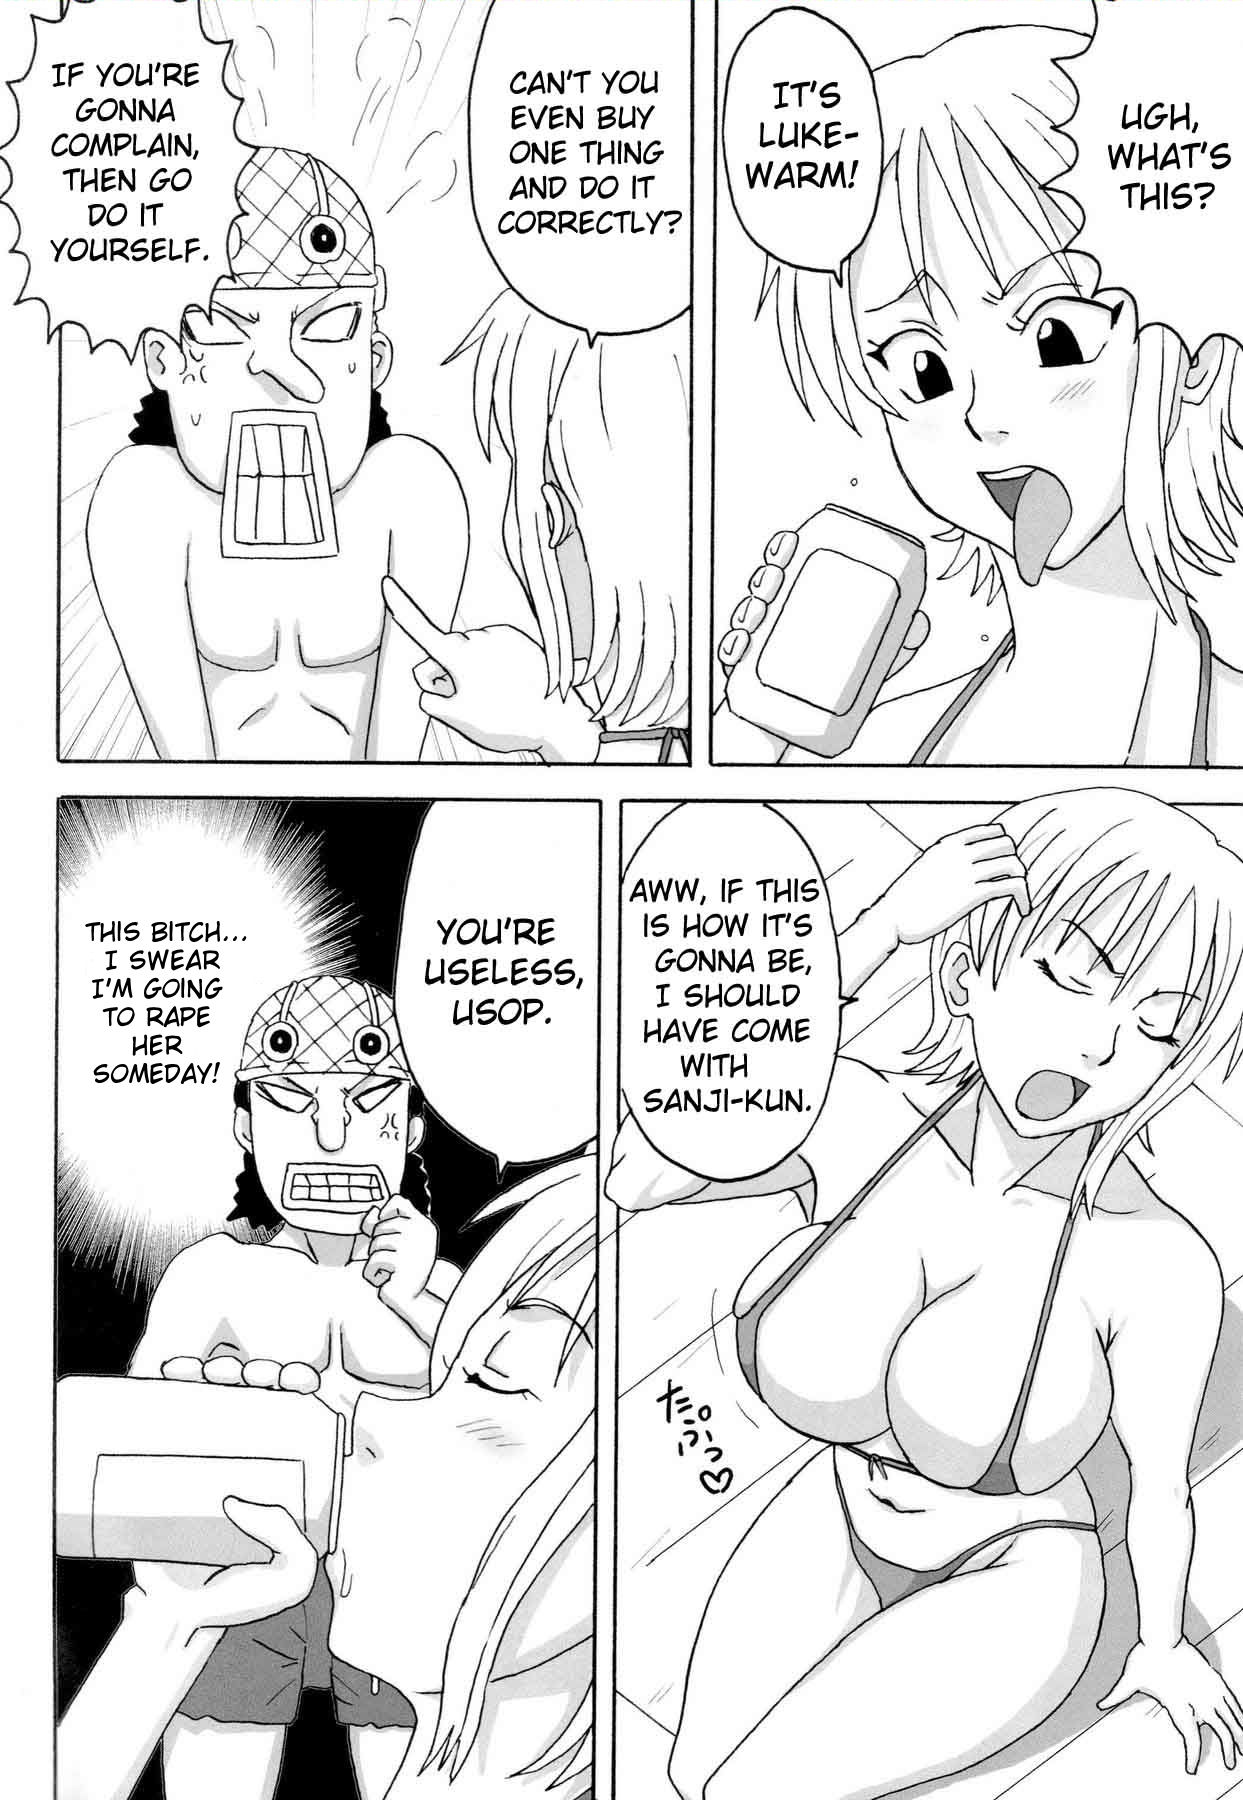 UGH,
WHAT'S
THIS?
IT'S
LUKE-
WARM!
CAN'T YOU
EVEN BUY
ONE THING
AND DO IT
CORRECTLY?
IF YOU'RE
GONNA
COMPLAIN,
THEN GO
DO IT
YOURSELF.
AWW, IF THIS
IS HOW IT'S
GONNA BE,
I SHOULD
HAVE COME
WITH
SANJI-KUN.
たぷっ♡
YOU'RE
USELESS,
USOP.
THIS BITCH...
I SWEAR
I'M GOING
TO RAPE
HER
SOMEDAY!